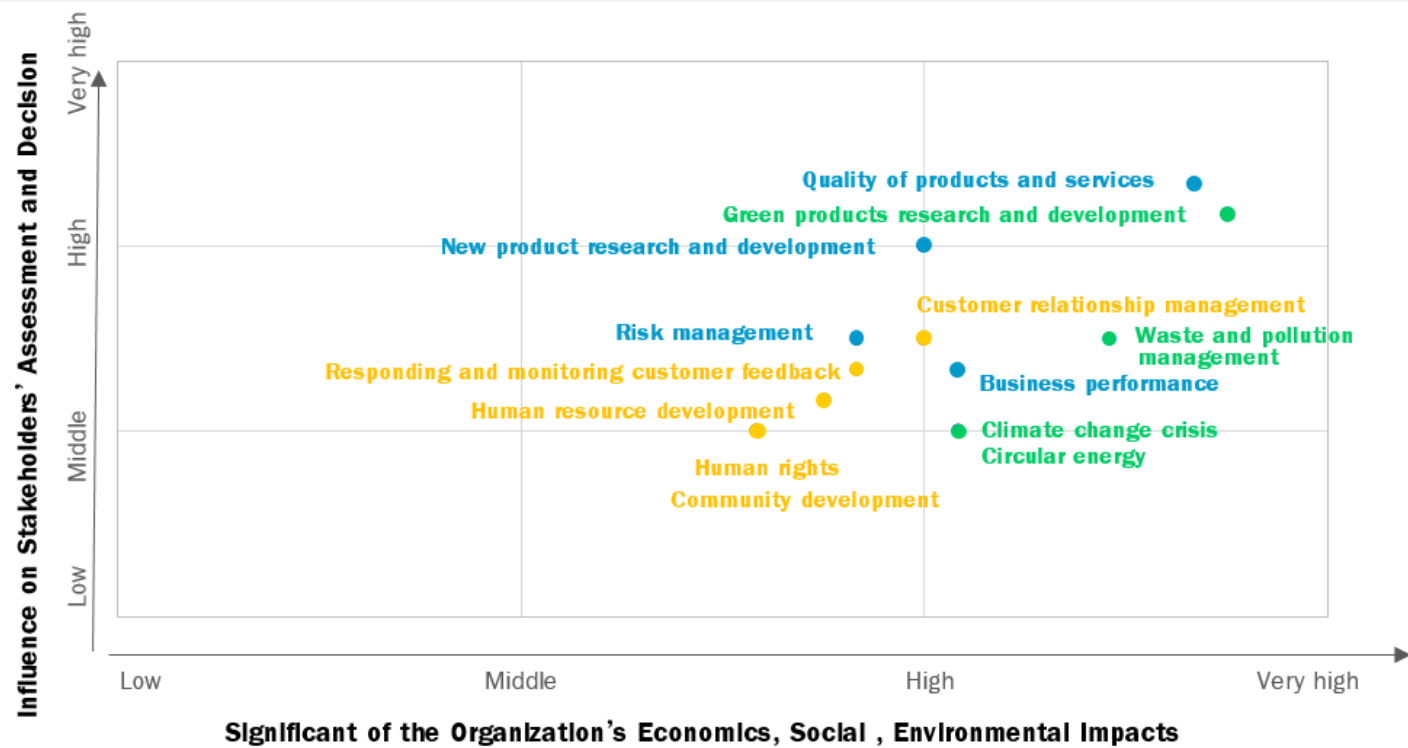 Influence on Stakeholders' Assessment and Decision
Very high
High
Middle
Low
Quality of products and services
Green products research and development
New product research and development
Customer relationship management
Risk management
Waste and pollution
management
Responding and monitoring customer feedback
Business performance
Human resource development
Climate change crisis
Circular energy
Human rights
Community development
Low
Middle
High
Very high
Significant of the Organization's Economics, Social , Environmental Impacts